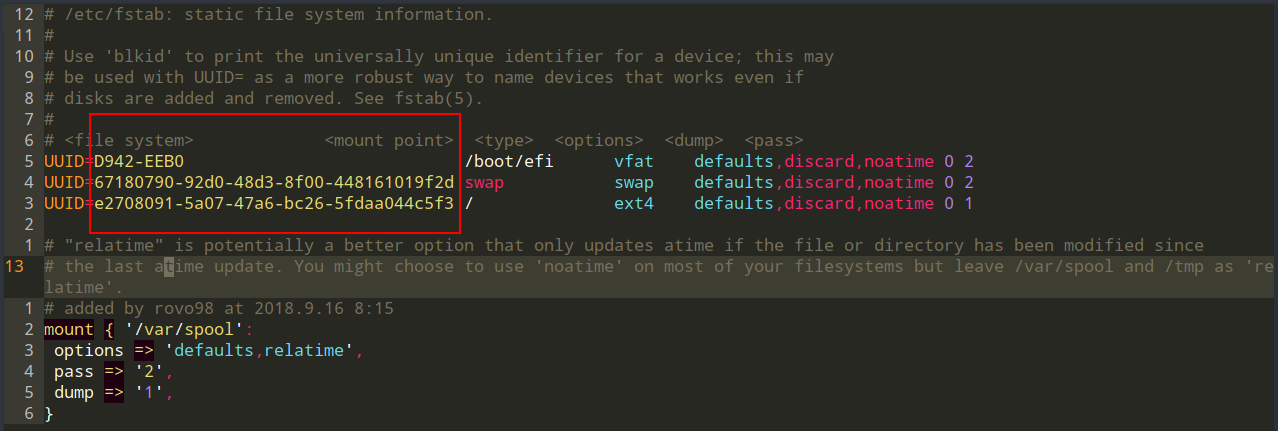 12 # /etc/fstab: static file system information.
11 #
10 # Use 'blkid' to print the universally unique identifier for a device; this may
9 # be used with UUID= as a more robust way to name devices that works even if
8 # disks are added and removed. See fstab(5).
7 #
6 # <file system> <mount point> <type> <options> <dump> <pass>
5 UUID=D942-EEB0 /boot/efi vfat defaults,discard,noatime 0 2
4 UUID=67180790-92d0-48d3-8f00-448161019f2d swap swap defaults,discard,noatime 0 2
3 UUID=e2708091-5a07-47a6-bc26-5fdaa044c5f3 / ext4 defaults,discard,noatime 0 1
2
1 # "relatime" is potentially a better option that only updates atime if the file or directory has been modified since
13 # the last atime update. You might choose to use 'noatime' on most of your filesystems but leave /var/spool and /tmp as 're
latime'.
1 # added by rovo98 at 2018.9.16 8:15
2 mount { '/var/spool':
3 options => 'defaults,relatime',
4 pass => '2',
5 dump => '1',
6 }